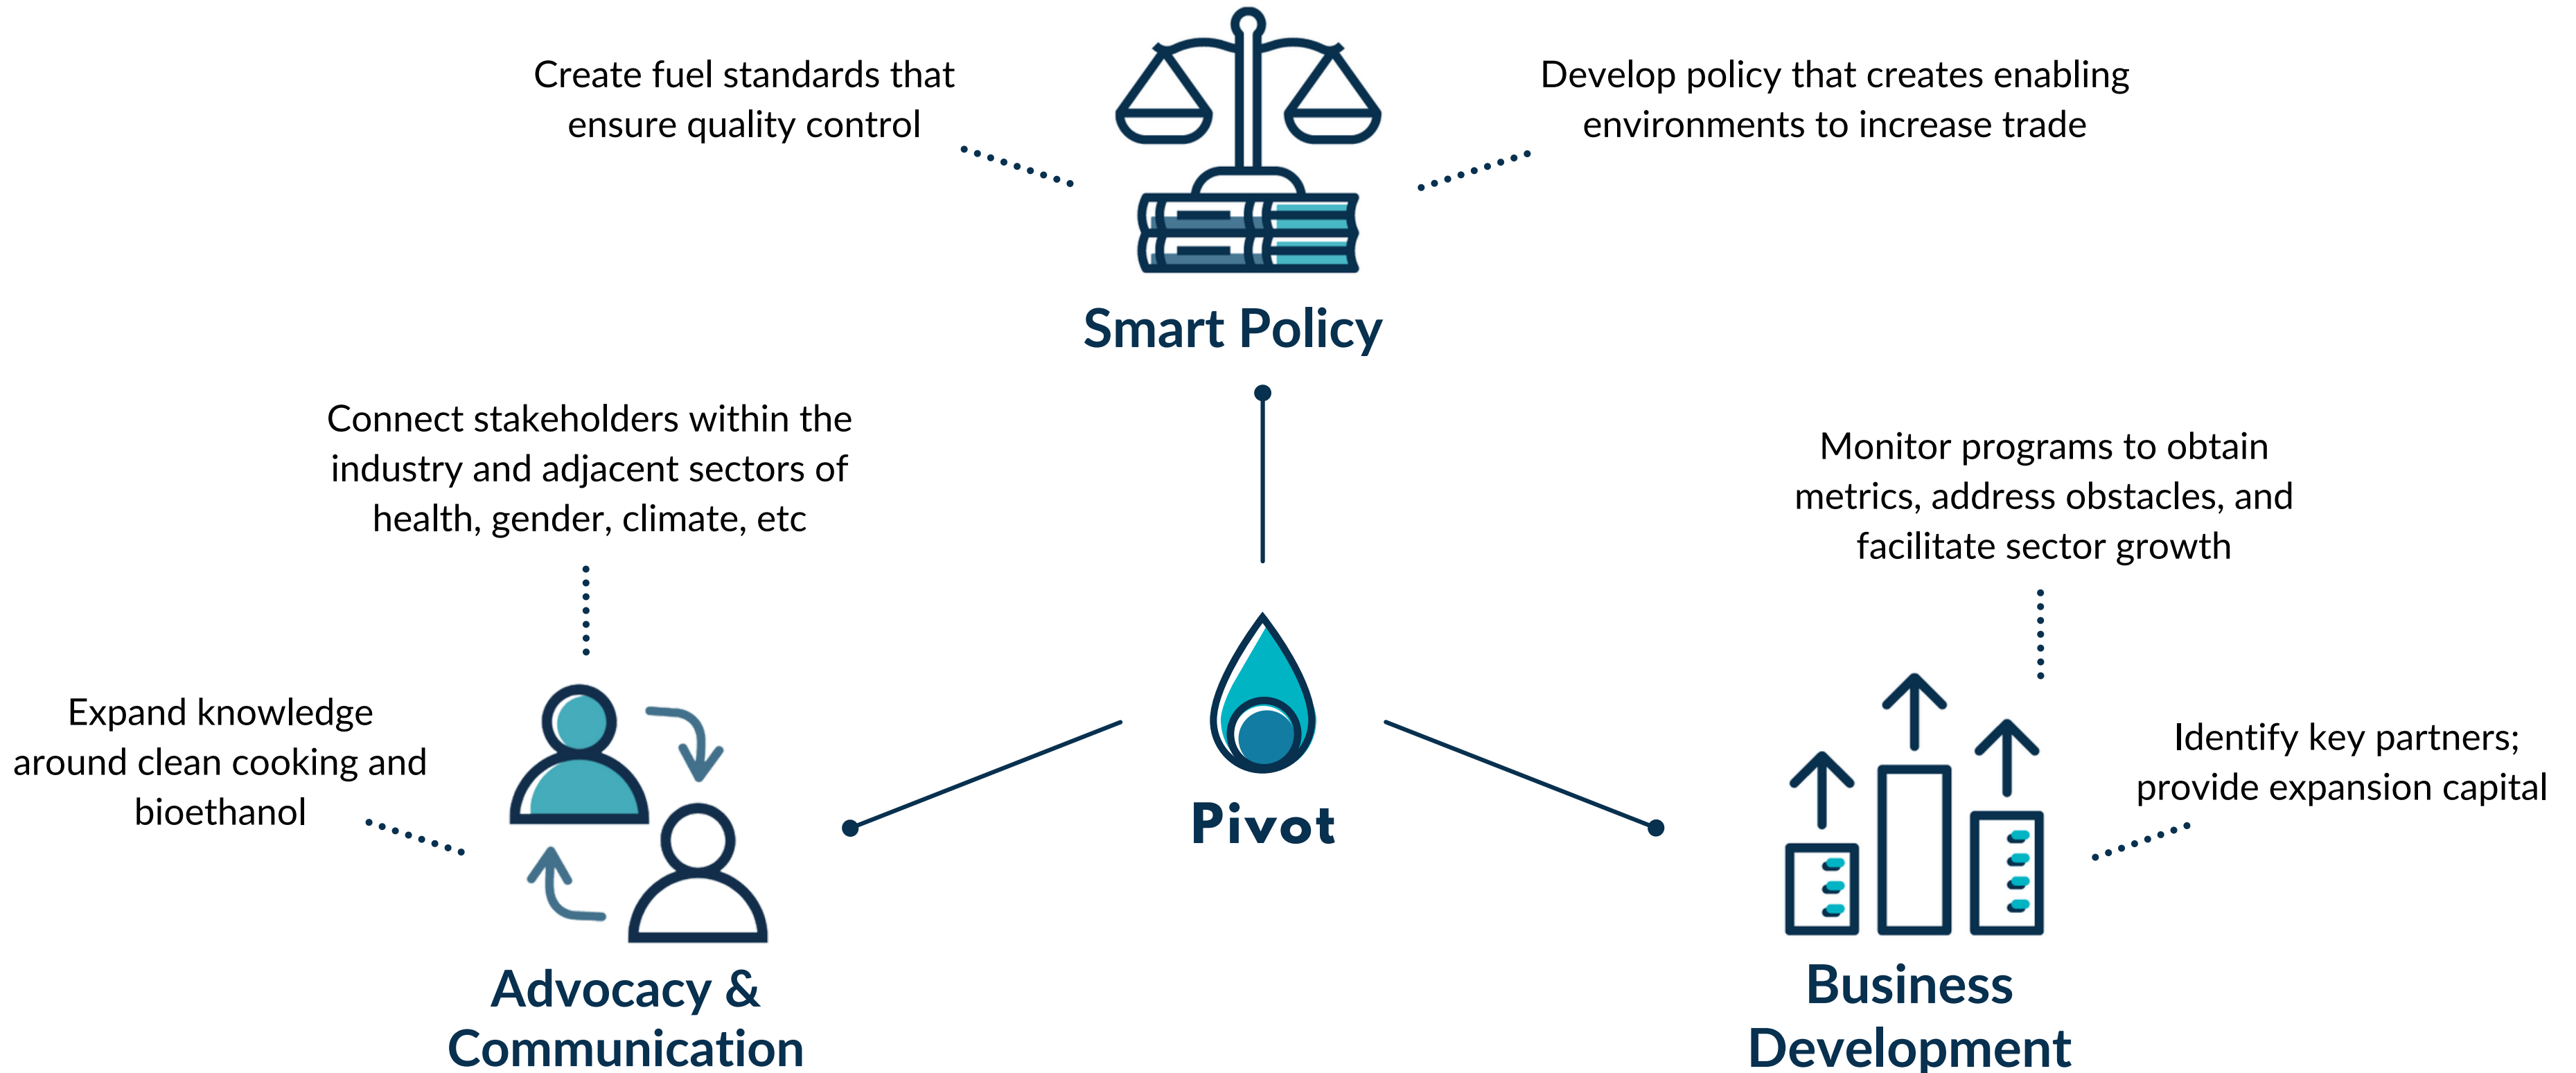 Create fuel standards that
ensure quality control
Develop policy that creates enabling
environments to increase trade
Smart Policy
Connect stakeholders within the
industry and adjacent sectors of
health, gender, climate, etc
Monitor programs to obtain
metrics, address obstacles, and
facilitate sector growth
Expand knowledge
around clean cooking and
bioethanol
Identify key partners;
provide expansion capital
Pivot
Advocacy &
Communication
Business
Development